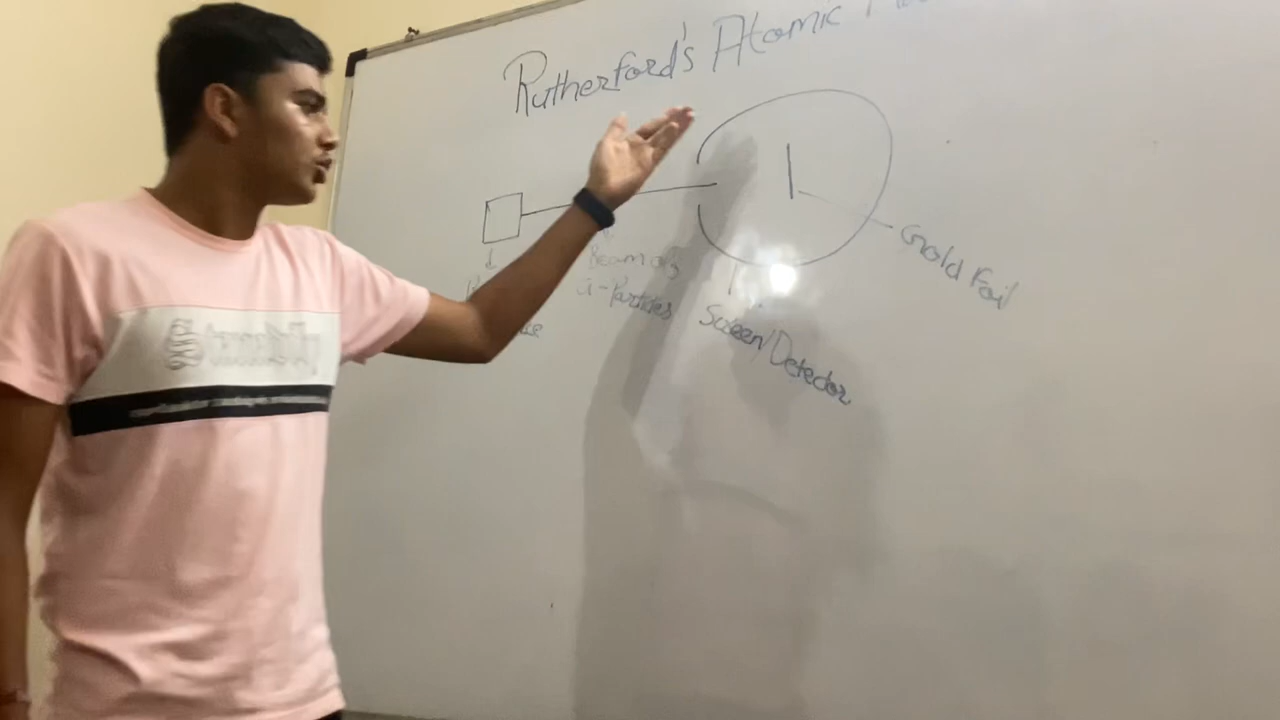 Rutherford's Atomic
Beam of
α-Particles
Screen/Detector
Gold Foil